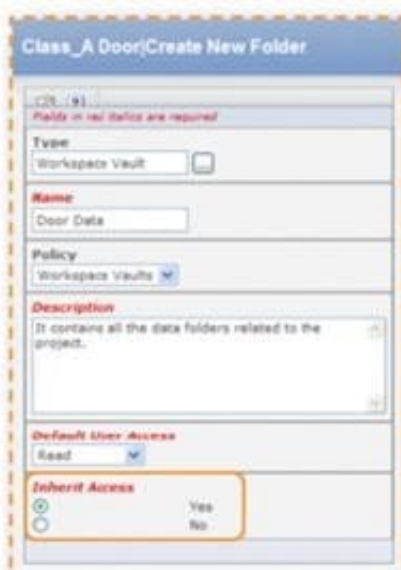 Class_A Door|Create New Folder
Fields in red italics are required
Type
Workspace Vault
Name
Door Data
Policy
Workspace Vaults
Description
It contains all the data folders related to the
project.
Default User Access
Read
Inherit Access
Yes
No